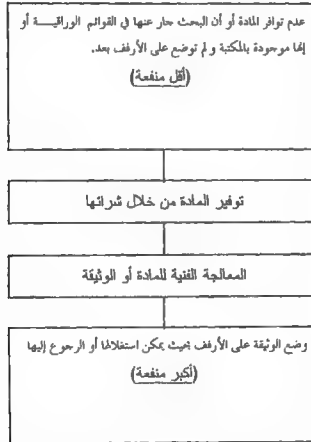 عدم توافر المادة أو أن البحث جار عنها في القوائم الوراقية أو
إنها موجودة بالمكتبة و لم توضع على الأرفف بعد.
(أقل منفعة)
توفير المادة من خلال شرائها
المعالجة الفنية للمادة أو الوثيقة
وضع الوثيقة على الأرفف بحيث يمكن استغلالها أو الرجوع إليها
(أكبر منفعة)